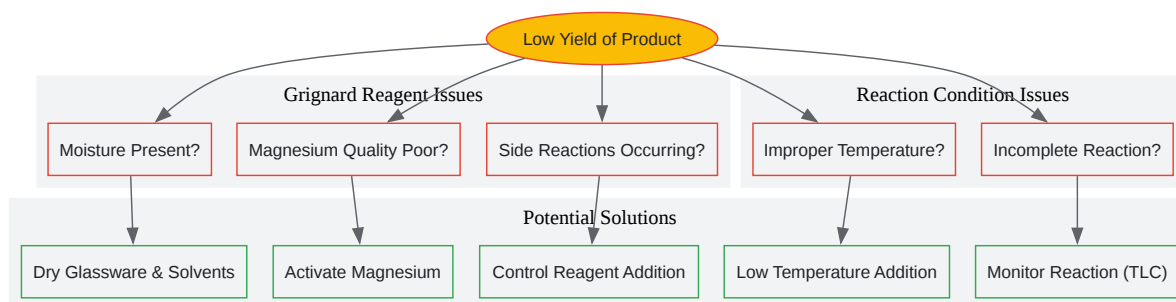 Low Yield of Product
Grignard Reagent Issues
Reaction Condition Issues
Moisture Present?
Magnesium Quality Poor?
Side Reactions Occurring?
Improper Temperature?
Incomplete Reaction?
Potential Solutions
Dry Glassware & Solvents
Activate Magnesium
Control Reagent Addition
Low Temperature Addition
Monitor Reaction (TLC)